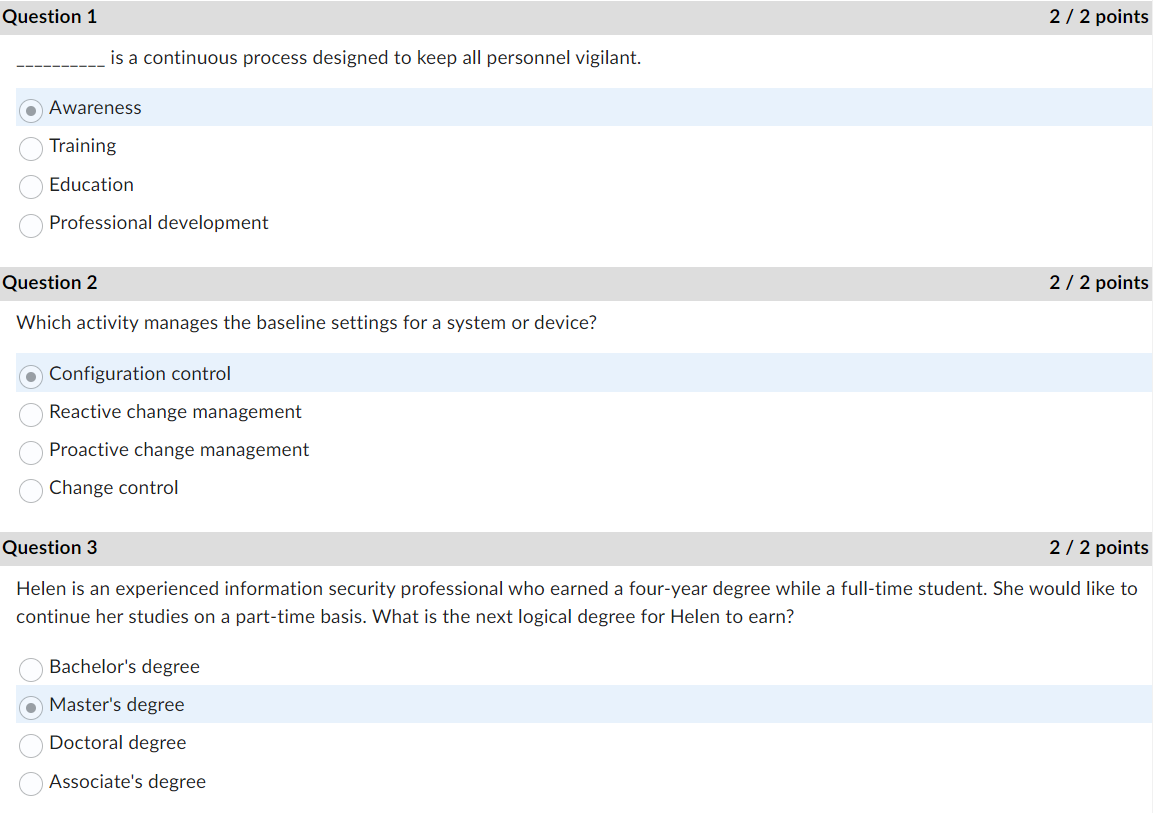 Question 1 2 / 2 points
__________ is a continuous process designed to keep all personnel vigilant.
Awareness
Training
Education
Professional development
Question 2 2 / 2 points
Which activity manages the baseline settings for a system or device?
Configuration control
Reactive change management
Proactive change management
Change control
Question 3 2 / 2 points
Helen is an experienced information security professional who earned a four-year degree while a full-time student. She would like to
continue her studies on a part-time basis. What is the next logical degree for Helen to earn?
Bachelor's degree
Master's degree
Doctoral degree
Associate's degree